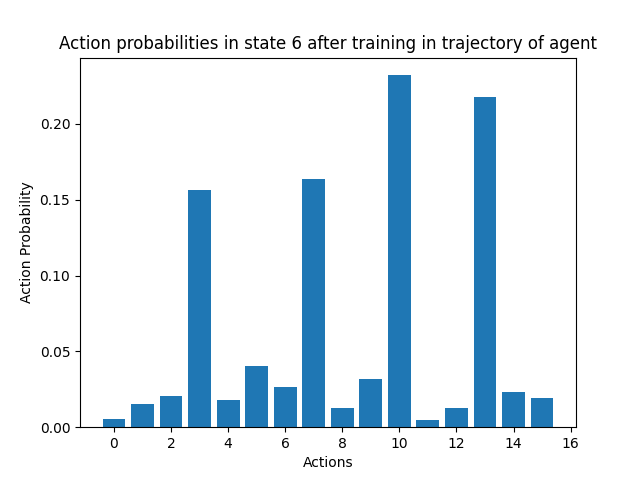 Action probabilities in state 6 after training in trajectory of agent
0.20
0.15
0.10
0.05
0.00
Action Probability
0 2 4 6 8 10 12 14 16
Actions